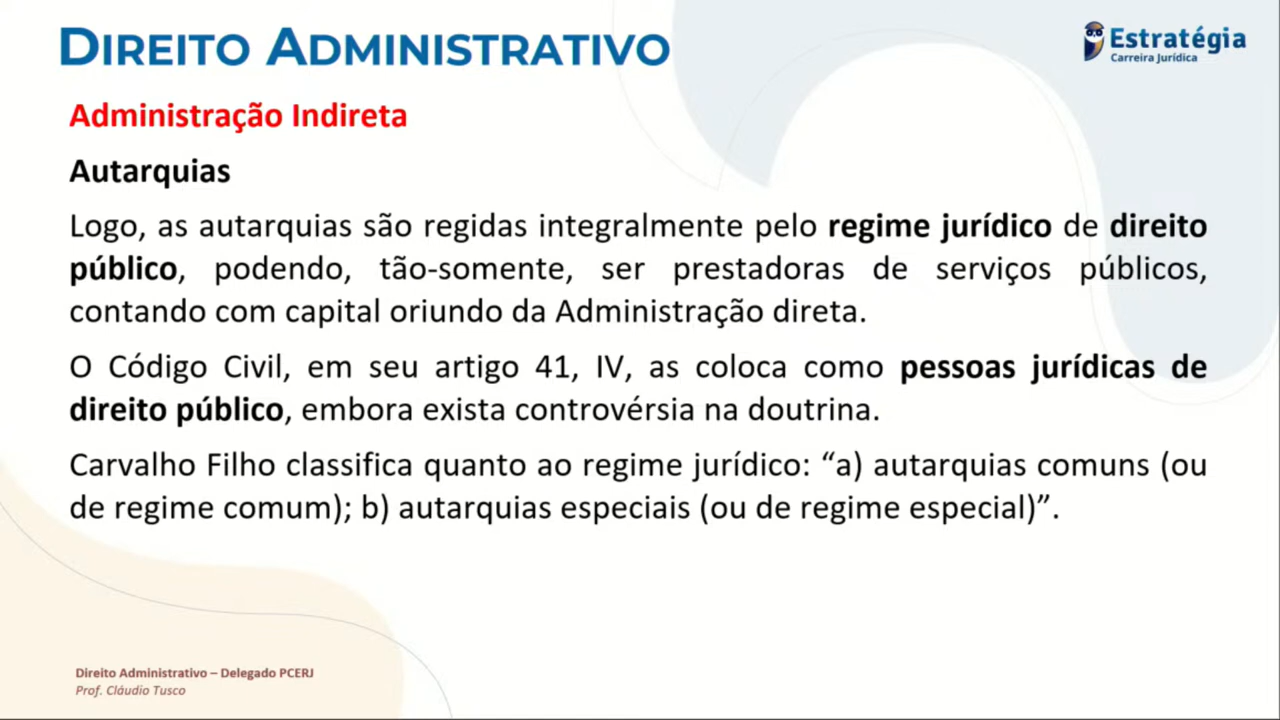 DIREITO ADMINISTRATIVO
Estratégia
Carreira Jurídica
Administração Indireta
Autarquias
Logo, as autarquias são regidas integralmente pelo regime jurídico de direito
público, podendo, tão-somente, ser prestadoras de serviços públicos,
contando com capital oriundo da Administração direta.
O Código Civil, em seu artigo 41, IV, as coloca como pessoas jurídicas de
direito público, embora exista controvérsia na doutrina.
Carvalho Filho classifica quanto ao regime jurídico: “a) autarquias comuns (ou
de regime comum); b) autarquias especiais (ou de regime especial)”.
Direito Administrativo – Delegado PCERJ
Prof. Cláudio Tusco